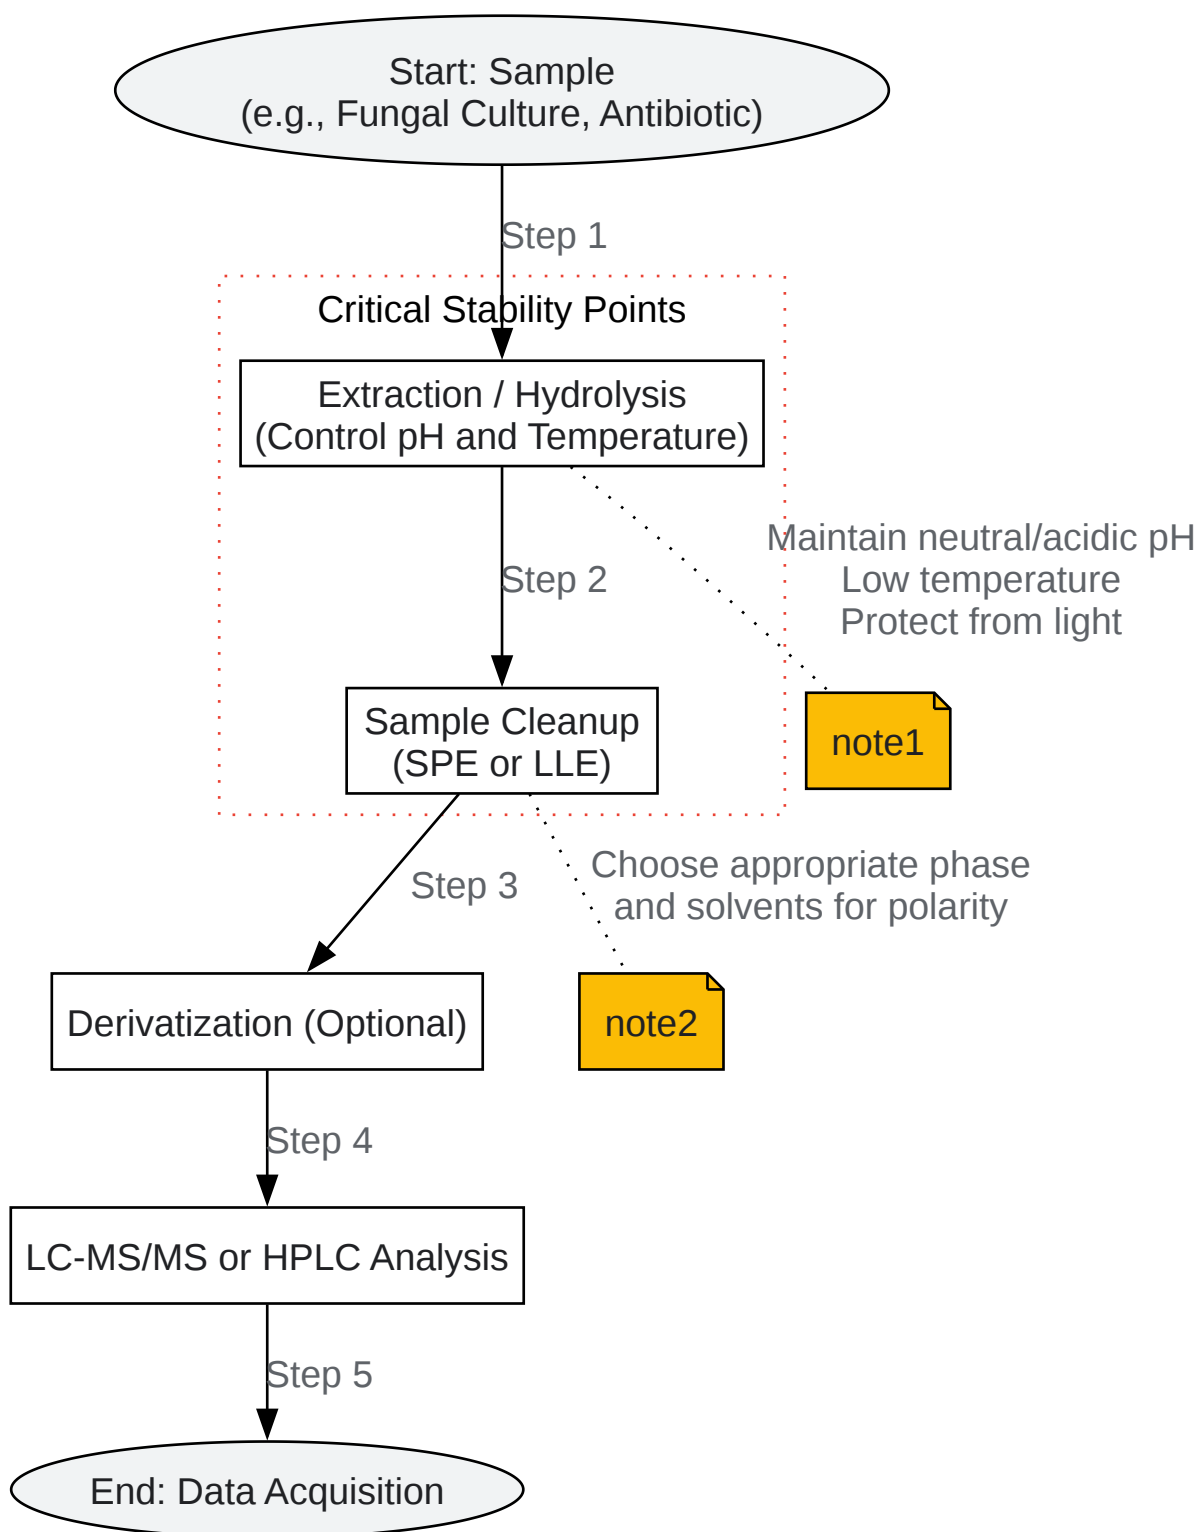 Start: Sample
(e.g., Fungal Culture, Antibiotic)
Step 1
Critical Stability Points
Extraction / Hydrolysis
(Control pH and Temperature)
Maintain neutral/acidic pH
Low temperature
Protect from light
Step 2
Sample Cleanup
(SPE or LLE)
note1
Choose appropriate phase
and solvents for polarity
Step 3
Derivatization (Optional)
note2
Step 4
LC-MS/MS or HPLC Analysis
Step 5
End: Data Acquisition